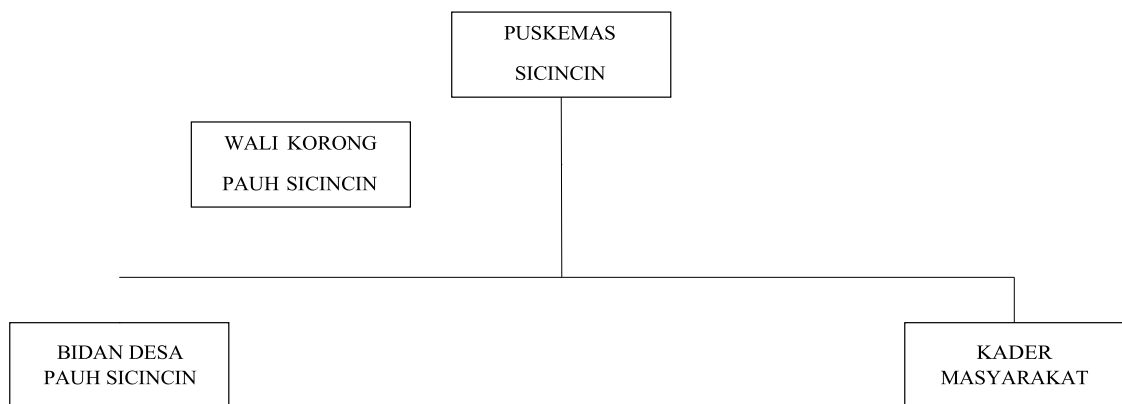 PUSKEMAS
SICINCIN
WALI KORONG
PAUH SICINCIN
BIDAN DESA
PAUH SICINCIN
KADER
MASYARAKAT